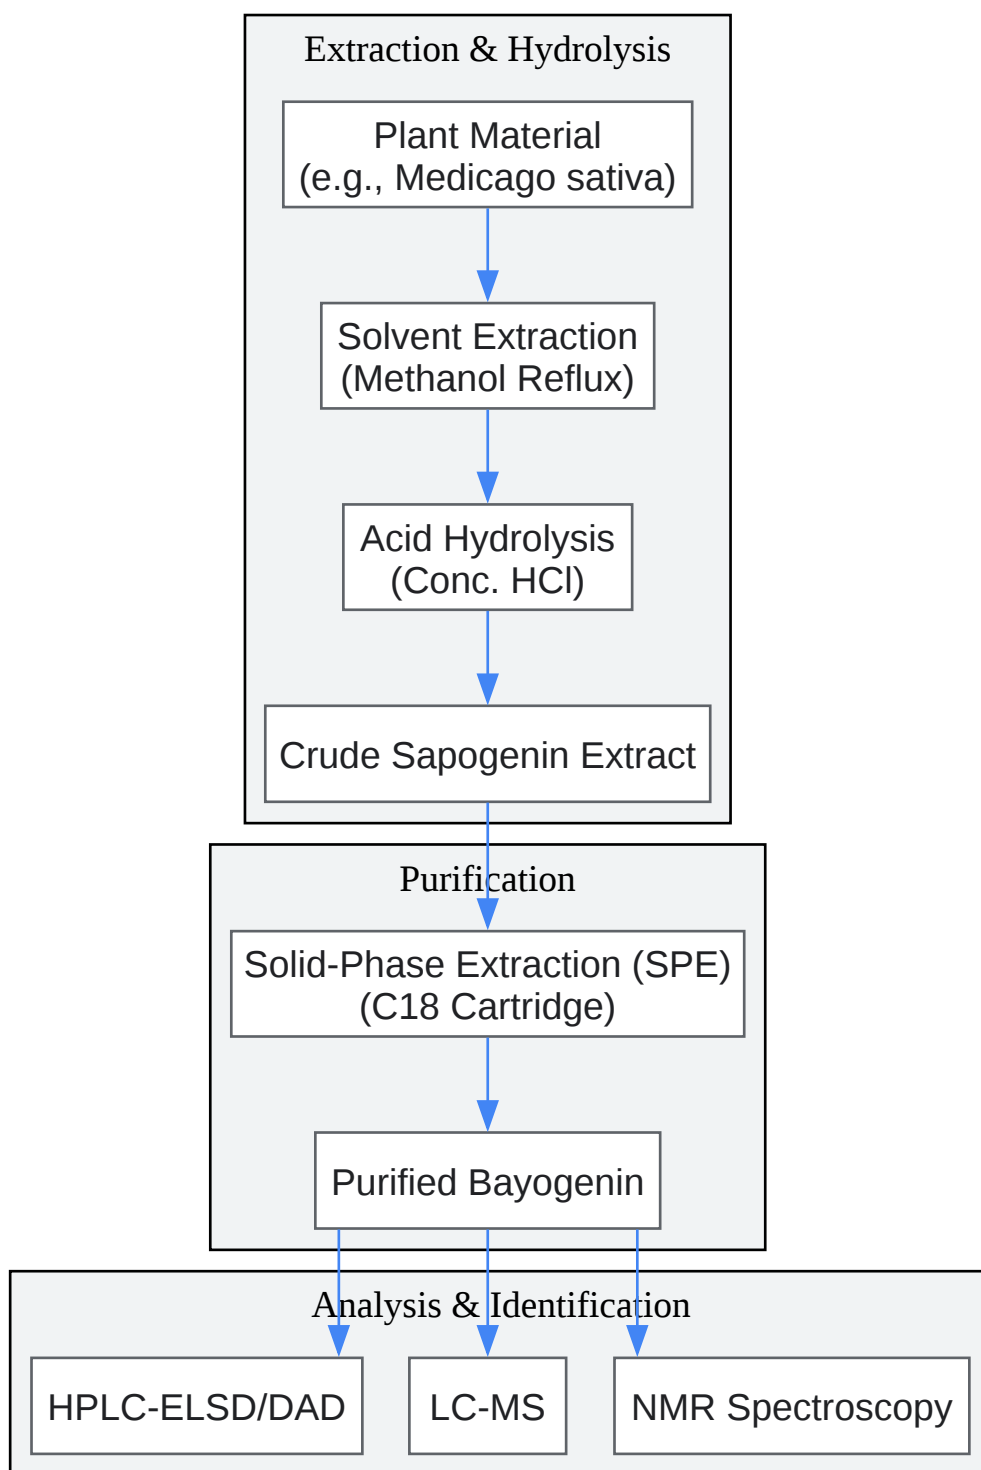 Extraction & Hydrolysis
Plant Material
(e.g., Medicago sativa)
Solvent Extraction
(Methanol Reflux)
Acid Hydrolysis
(Conc. HCl)
Crude Sapogenin Extract
Purification
Solid-Phase Extraction (SPE)
(C18 Cartridge)
Purified Bayogenin
Analysis & Identification
HPLC-ELSD/DAD
LC-MS
NMR Spectroscopy